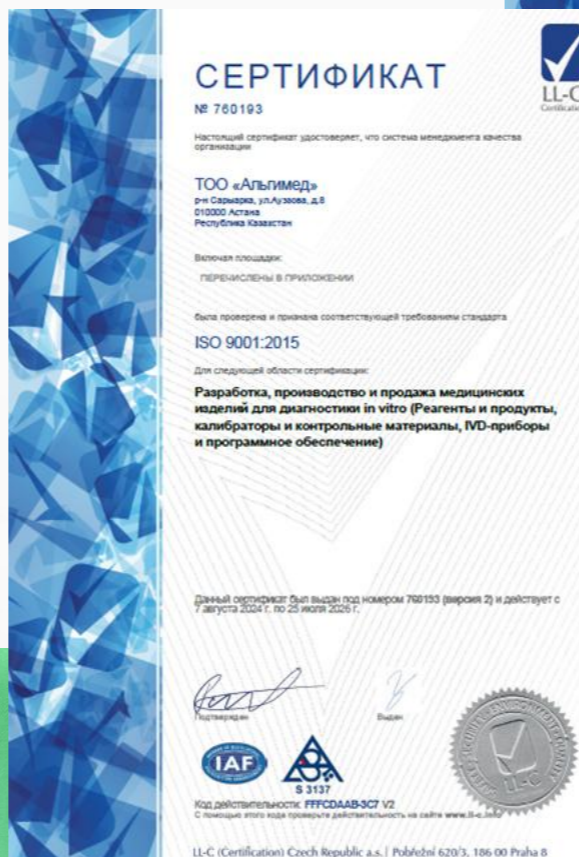 СЕРТИФИКАТ
LL-C
Certification
№ 760193
Настоящий сертификат удостоверяет, что система менеджмента качества
организации
ТОО «Альгимед»
р-н Сарыарка, ул.Ауэзова, д.8
010000 Астана
Республика Казахстан
Включая площадки:
ПЕРЕЧИСЛЕНЫ В ПРИЛОЖЕНИИ
была проверена и признана соответствующей требованиям стандарта
ISO 9001:2015
Для следующей области сертификации:
Разработка, производство и продажа медицинских
изделий для диагностики in vitro (Реагенты и продукты,
калибраторы и контрольные материалы, IVD-приборы
и программное обеспечение)
Данный сертификат был выдан под номером 760193 (версия 2) и действует с
7 августа 2024 г. по 25 июля 2026 г.
Подтвержден
Выдан
IAF
S 3137
LL-C
Код действительности: FFFCDAAB-3C7 V2
С помощью этого кода проверьте действительность на сайте www.ll-c.info
LL-C (Certification) Czech Republic a.s. | Pobřežní 620/3, 186 00 Praha 8